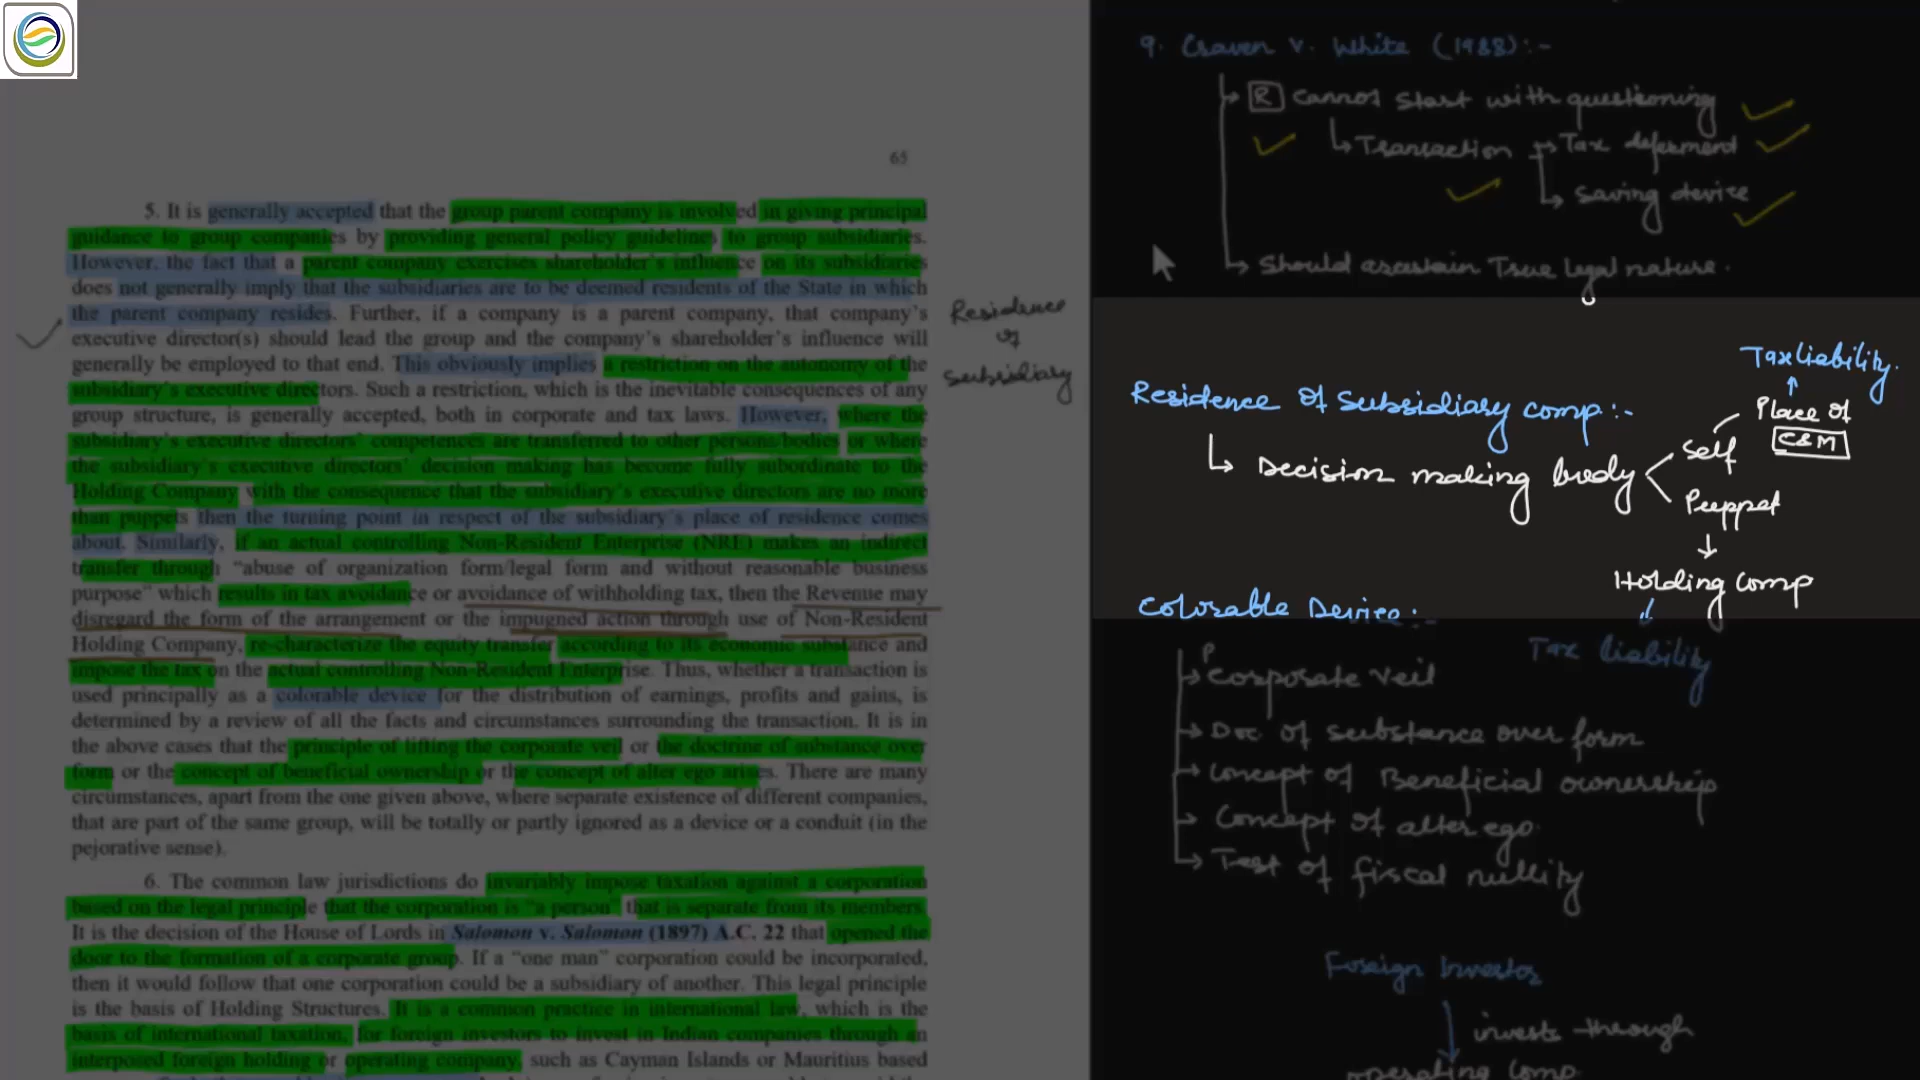 65
5. It is generally accepted that the group parent company is involved in giving principal
guidance to group companies by providing general policy guidelines to group subsidiaries.
However, the fact that a parent company exercises shareholder's influence on its subsidiaries
does not generally imply that the subsidiaries are to be deemed residents of the State in which
the parent company resides. Further, if a company is a parent company, that company's
executive director(s) should lead the group and the company's shareholder's influence will
generally be employed to that end. This obviously implies a restriction on the autonomy of the
subsidiary's executive directors. Such a restriction, which is the inevitable consequences of any
group structure, is generally accepted, both in corporate and tax laws. However, where the
subsidiary's executive directors' competences are transferred to other persons/bodies or where
the subsidiary's executive directors' decision making has become fully subordinate to the
Holding Company with the consequence that the subsidiary's executive directors are no more
than puppets then the turning point in respect of the subsidiary's place of residence comes
about. Similarly, if an actual controlling Non-Resident Enterprise (NRE) makes an indirect
transfer through "abuse of organization form/legal form and without reasonable business
purpose" which results in tax avoidance or avoidance of withholding tax, then the Revenue may
disregard the form of the arrangement or the impugned action through use of Non-Resident
Holding Company, re-characterize the equity transfer according to its economic substance and
impose the tax on the actual controlling Non-Resident Enterprise. Thus, whether a transaction is
used principally as a colorable device for the distribution of earnings, profits and gains, is
determined by a review of all the facts and circumstances surrounding the transaction. It is in
the above cases that the principle of lifting the corporate veil or the doctrine of substance over
form or the concept of beneficial ownership or the concept of alter ego arises. There are many
circumstances, apart from the one given above, where separate existence of different companies,
that are part of the same group, will be totally or partly ignored as a device or a conduit (in the
pejorative sense).
6. The common law jurisdictions do invariably impose taxation against a corporation
based on the legal principle that the corporation is "a person" that is separate from its members.
It is the decision of the House of Lords in Salomon v. Salomon (1897) A.C. 22 that opened the
door to the formation of a corporate group. If a "one man" corporation could be incorporated,
then it would follow that one corporation could be a subsidiary of another. This legal principle
is the basis of Holding Structures. It is a common practice in international law, which is the
basis of international taxation, for foreign investors to invest in Indian companies through an
interposed foreign holding or operating company, such as Cayman Islands or Mauritius based
Residence
of
subsidiary
9. Craven v. White (1988):-
R Cannot start with questioning
Transaction → Tax deferment
Saving device
Should ascertain True legal nature.
Residence of subsidiary comp:-
Decision making body
Self
Place of
C&M
Tax liability.
Puppet
Holding comp
Tax liability
Colorable Device:-
P
Corporate veil
Doc. of substance over form
Concept of Beneficial ownership
Concept of alter ego.
Test of fiscal nullity
Foreign Investor
invests through
operating comp